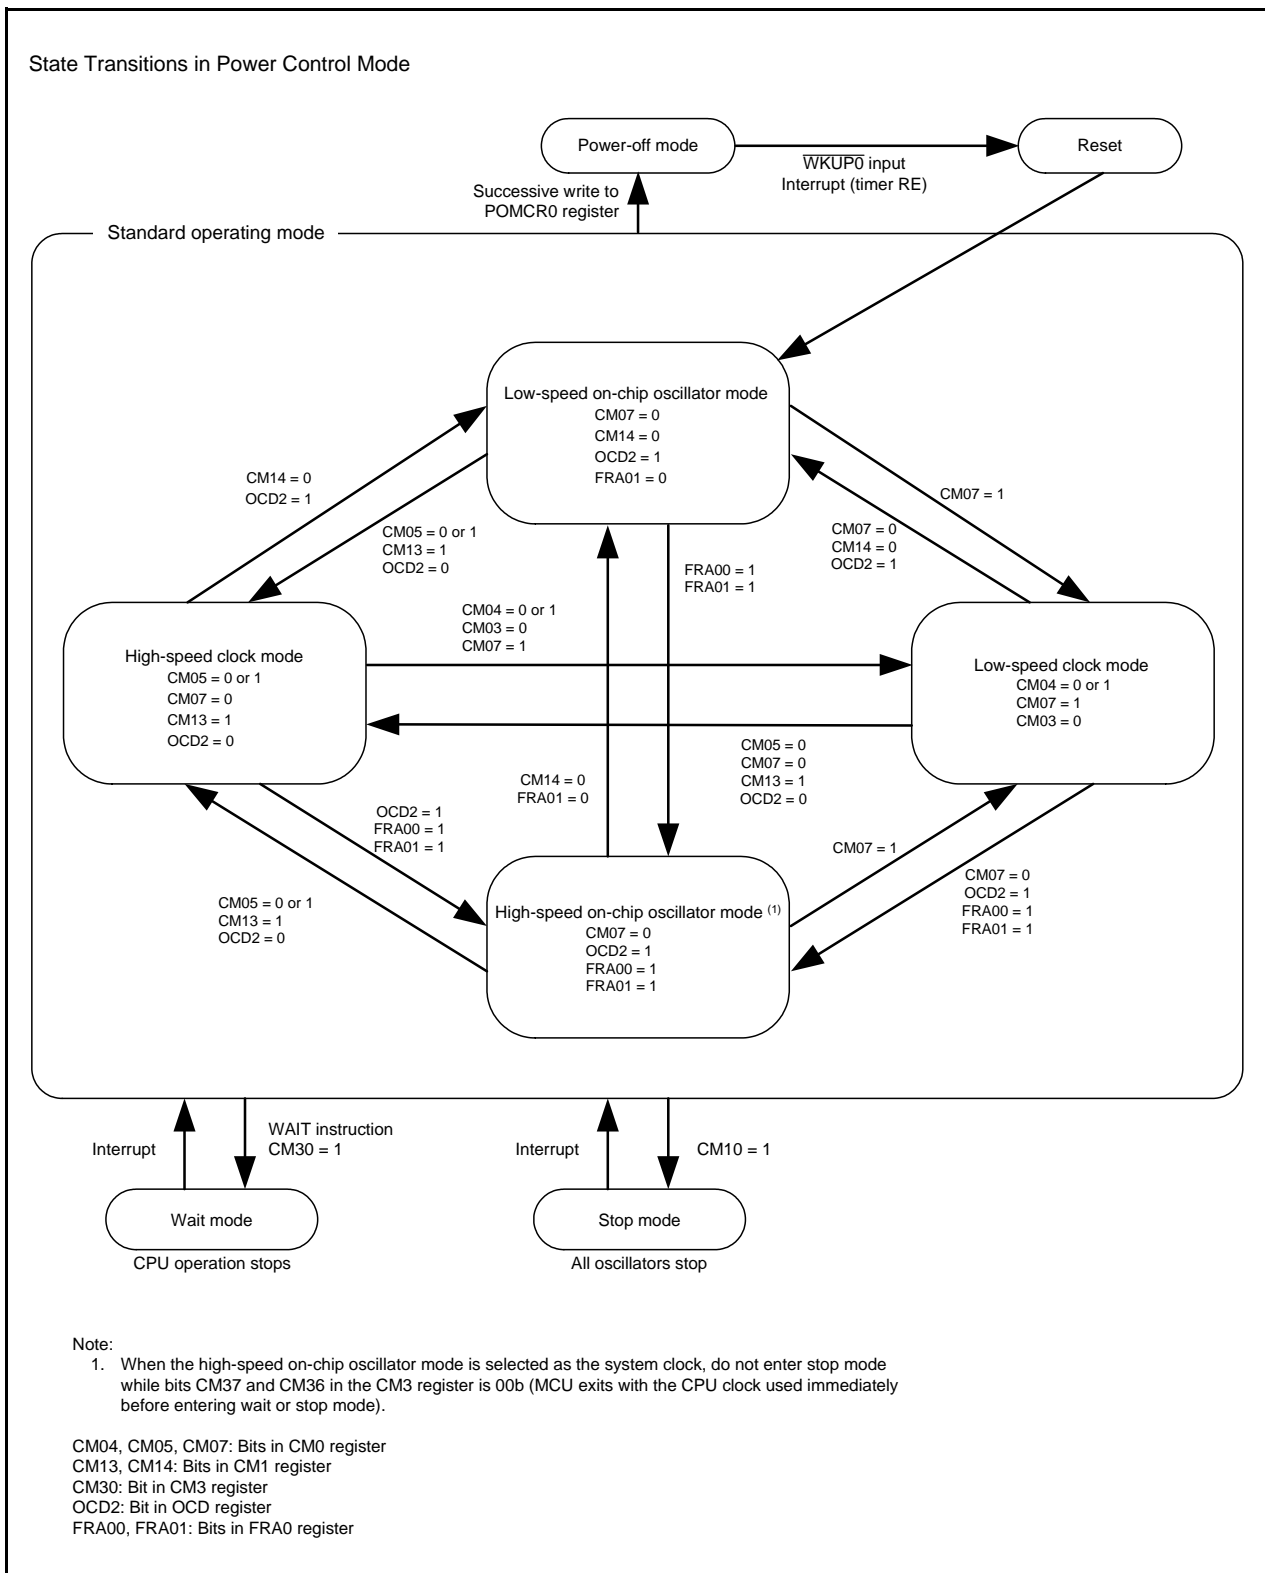 State Transitions in Power Control Mode
Power-off mode
Reset
WKUP0 input
Interrupt (timer RE)
Successive write to
POMCR0 register
Standard operating mode
Low-speed on-chip oscillator mode
CM07 = 0
CM14 = 0
OCD2 = 1
FRA01 = 0
CM14 = 0
OCD2 = 1
CM05 = 0 or 1
CM13 = 1
OCD2 = 0
CM07 = 1
CM07 = 0
CM14 = 0
OCD2 = 1
FRA00 = 1
FRA01 = 1
CM04 = 0 or 1
CM03 = 0
CM07 = 1
High-speed clock mode
CM05 = 0 or 1
CM07 = 0
CM13 = 1
OCD2 = 0
Low-speed clock mode
CM04 = 0 or 1
CM07 = 1
CM03 = 0
CM05 = 0
CM07 = 0
CM13 = 1
OCD2 = 0
CM14 = 0
FRA01 = 0
OCD2 = 1
FRA00 = 1
FRA01 = 1
CM07 = 1
CM05 = 0 or 1
CM13 = 1
OCD2 = 0
CM07 = 0
OCD2 = 1
FRA00 = 1
FRA01 = 1
High-speed on-chip oscillator mode (1)
CM07 = 0
OCD2 = 1
FRA00 = 1
FRA01 = 1
Interrupt
WAIT instruction
CM30 = 1
Interrupt
CM10 = 1
Wait mode
Stop mode
CPU operation stops
All oscillators stop
Note:
1. When the high-speed on-chip oscillator mode is selected as the system clock, do not enter stop mode
while bits CM37 and CM36 in the CM3 register is 00b (MCU exits with the CPU clock used immediately
before entering wait or stop mode).
CM04, CM05, CM07: Bits in CM0 register
CM13, CM14: Bits in CM1 register
CM30: Bit in CM3 register
OCD2: Bit in OCD register
FRA00, FRA01: Bits in FRA0 register